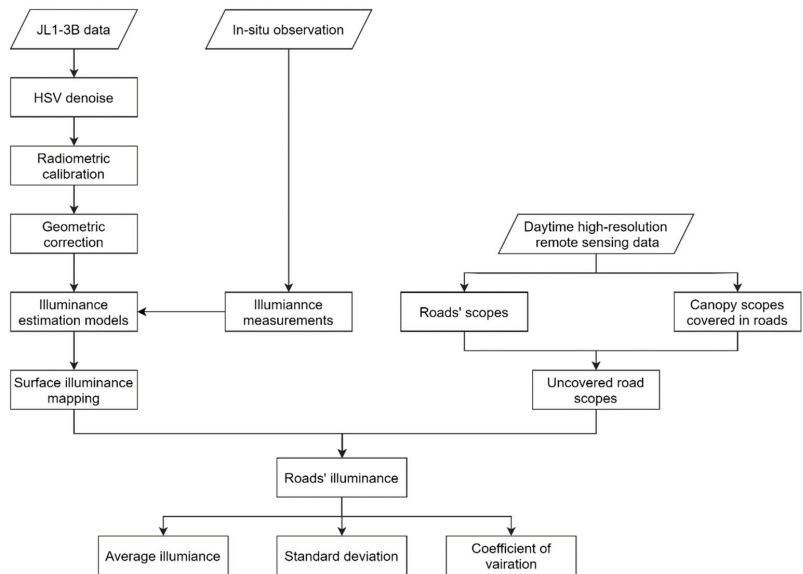 JL1-3B data
In-situ observation
HSV denoise
Radiometric
calibration
Geometric
correction
Daytime high-resolution
remote sensing data
Illuminance
estimation models
Illumiannce
measurements
Roads' scopes
Canopy scopes
covered in roads
Surface illuminance
mapping
Uncovered road
scopes
Roads' illuminance
Average illumiance
Standard deviation
Coefficient of
vairation